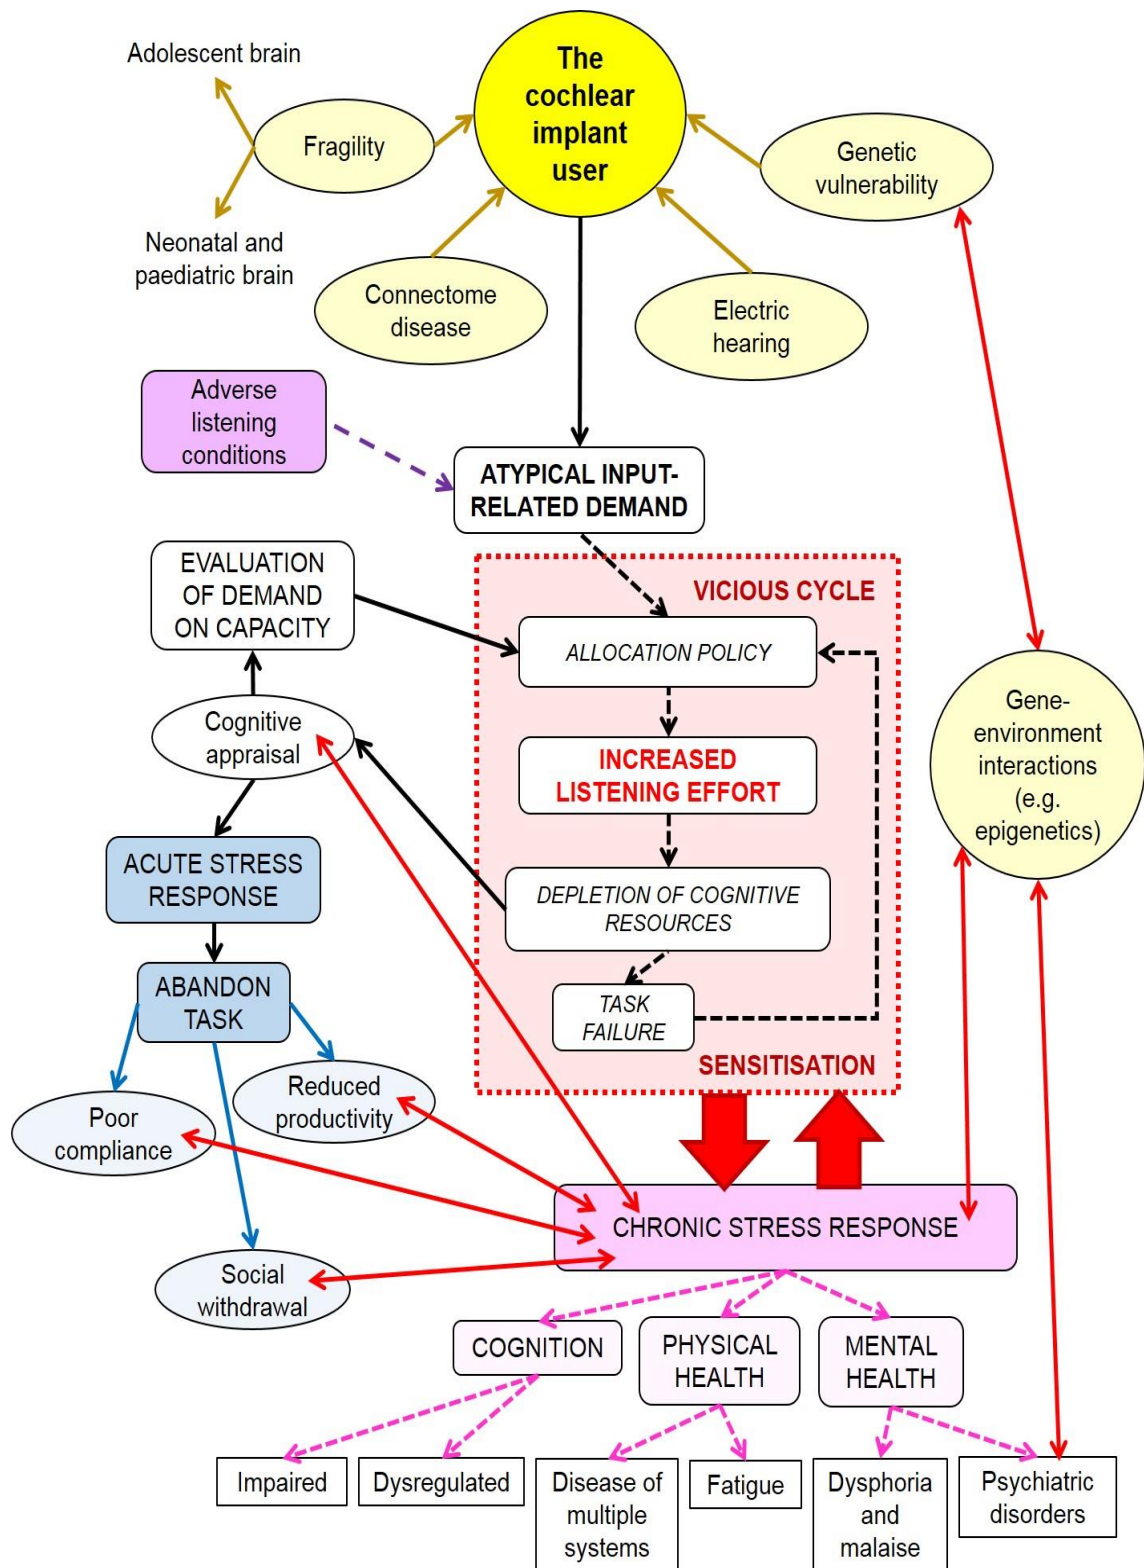 The
cochlear
implant
user
Adolescent brain
Fragility
Genetic
vulnerability
Neonatal and
paediatric brain
Connectome
disease
Electric
hearing
Adverse
listening
conditions
ATYPICAL INPUT-
RELATED DEMAND
EVALUATION
OF DEMAND
ON CAPACITY
VICIOUS CYCLE
ALLOCATION POLICY
Cognitive
appraisal
INCREASED
LISTENING EFFORT
Gene-
environment
interactions
(e.g.
epigenetics)
ACUTE STRESS
RESPONSE
DEPLETION OF COGNITIVE
RESOURCES
ABANDON
TASK
TASK
FAILURE
SENSITISATION
Reduced
productivity
Poor
compliance
CHRONIC STRESS RESPONSE
Social
withdrawal
COGNITION
PHYSICAL
HEALTH
MENTAL
HEALTH
Impaired
Dysregulated
Disease of
multiple
systems
Fatigue
Dysphoria
and
malaise
Psychiatric
disorders